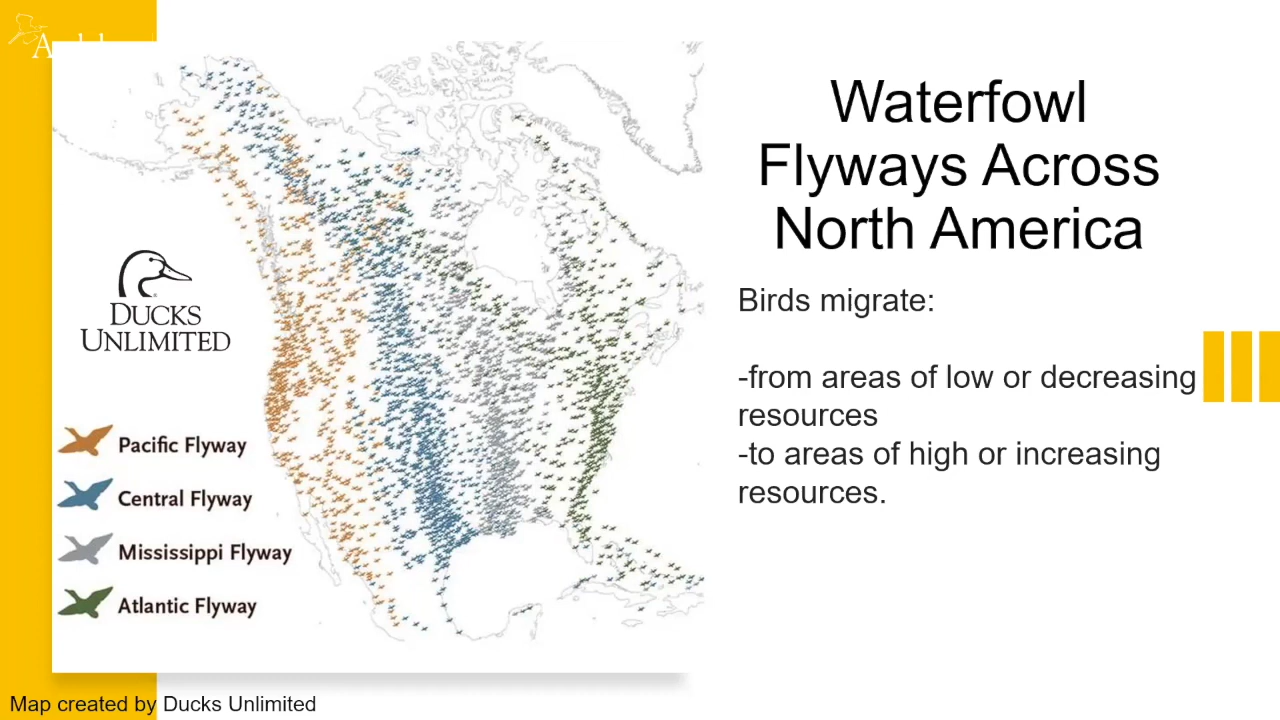 Waterfowl
Flyways Across
North America
Birds migrate:
-from areas of low or decreasing
resources
-to areas of high or increasing
resources.
DUCKS
UNLIMITED
Pacific Flyway
Central Flyway
Mississippi Flyway
Atlantic Flyway
Map created by Ducks Unlimited